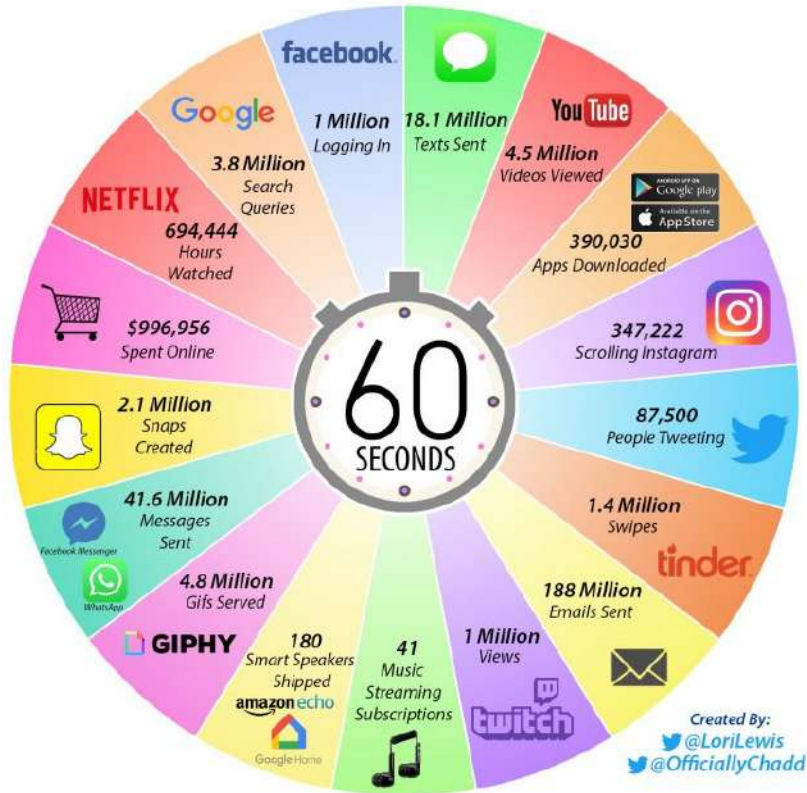 facebook
1 Million
Logging In
18.1 Million
Texts Sent
YouTube
4.5 Million
Videos Viewed
ANDROID APP ON
Google play
Available on the
AppStore
390,030
Apps Downloaded
347,222
Scrolling Instagram
87,500
People Tweeting
1.4 Million
Swipes
tinder
188 Million
Emails Sent
1 Million
Views
twitch
41
Music
Streaming
Subscriptions
180
Smart Speakers
Shipped
amazon echo
Google Home
4.8 Million
Gifs Served
GIPHY
41.6 Million
Messages
Sent
Facebook Messenger
WhatsApp
2.1 Million
Snaps
Created
$996,956
Spent Online
NETFLIX
694,444
Hours
Watched
Google
3.8 Million
Search
Queries
60
SECONDS
Created By:
@LoriLewis
@OfficiallyChadd